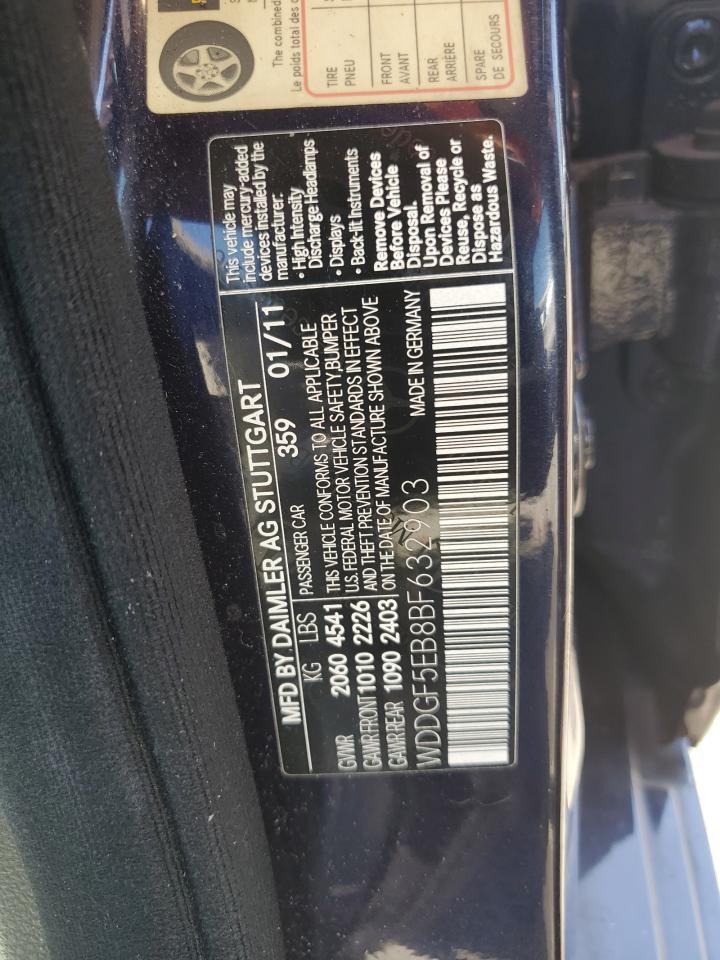 MFD BY DAIMLER AG STUTTGART
KG LBS
PASSENGER CAR 359 01/11
GVWR 2060 4541
GAWR-FRONT 1010 2226
GAWR-REAR 1090 2403
THIS VEHICLE CONFORMS TO ALL APPLICABLE
U.S. FEDERAL MOTOR VEHICLE SAFETY,BUMPER
AND THEFT PREVENTION STANDARDS IN EFFECT
ON THE DATE OF MANUFACTURE SHOWN ABOVE
WDDGF5EB8BF632903 MADE IN GERMANY
This vehicle may
include mercury-added
devices installed by the
manufacturer:
• High Intensity
Discharge Headlamps
• Displays
• Back-lit Instruments
Remove Devices
Before Vehicle
Disposal.
Upon Removal of
Devices Please
Reuse, Recycle or
Dispose as
Hazardous Waste.
The combined
Le poids total des
TIRE
PNEU
FRONT
AVANT
REAR
ARRIÈRE
SPARE
DE SECOURS